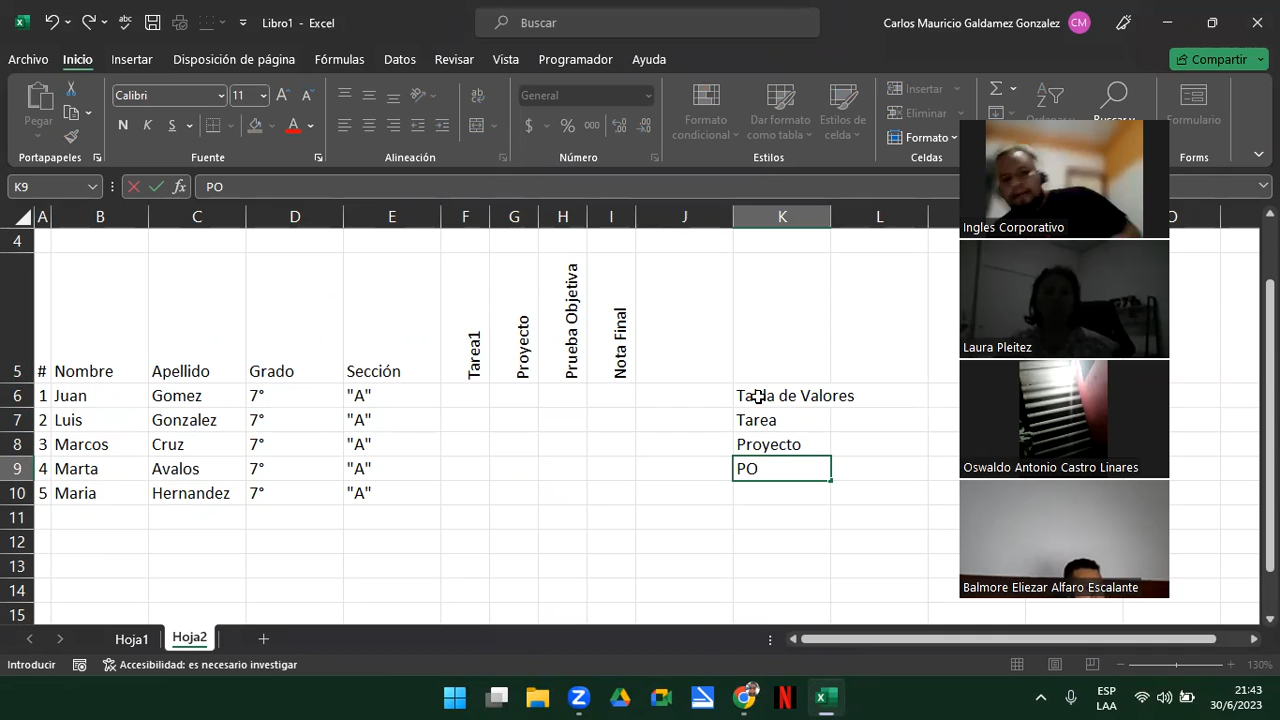 Libro1 - Excel
Buscar
Carlos Mauricio Galdamez Gonzalez
CM
Archivo Inicio Insertar Disposición de página Fórmulas Datos Revisar Vista Programador Ayuda
Compartir
Pegar
Portapapeles
Calibri 11
N K S
Fuente
Alineación
General
$ % 000
Número
Formato condicional
Dar formato como tabla
Estilos de celda
Estilos
Insertar
Eliminar
Formato
Celdas
Formulario
Forms
K9 fx PO
A B C D E F G H I J K L O
4
5 # Nombre Apellido Grado Sección Tarea1 Proyecto Prueba Objetiva Nota Final
6 1 Juan Gomez 7° "A" de Valores
7 2 Luis Gonzalez 7° "A" Tarea
8 3 Marcos Cruz 7° "A" Proyecto
9 4 Marta Avalos 7° "A" PO
10 5 Maria Hernandez 7° "A"
11
12
13
14
15
Ingles Corporativo
Laura Pleitez
Oswaldo Antonio Castro Linares
Balmore Eliezar Alfaro Escalante
Hoja1 Hoja2
Introducir
Accesibilidad: es necesario investigar
130%
ESP
LAA
21:43
30/6/2023